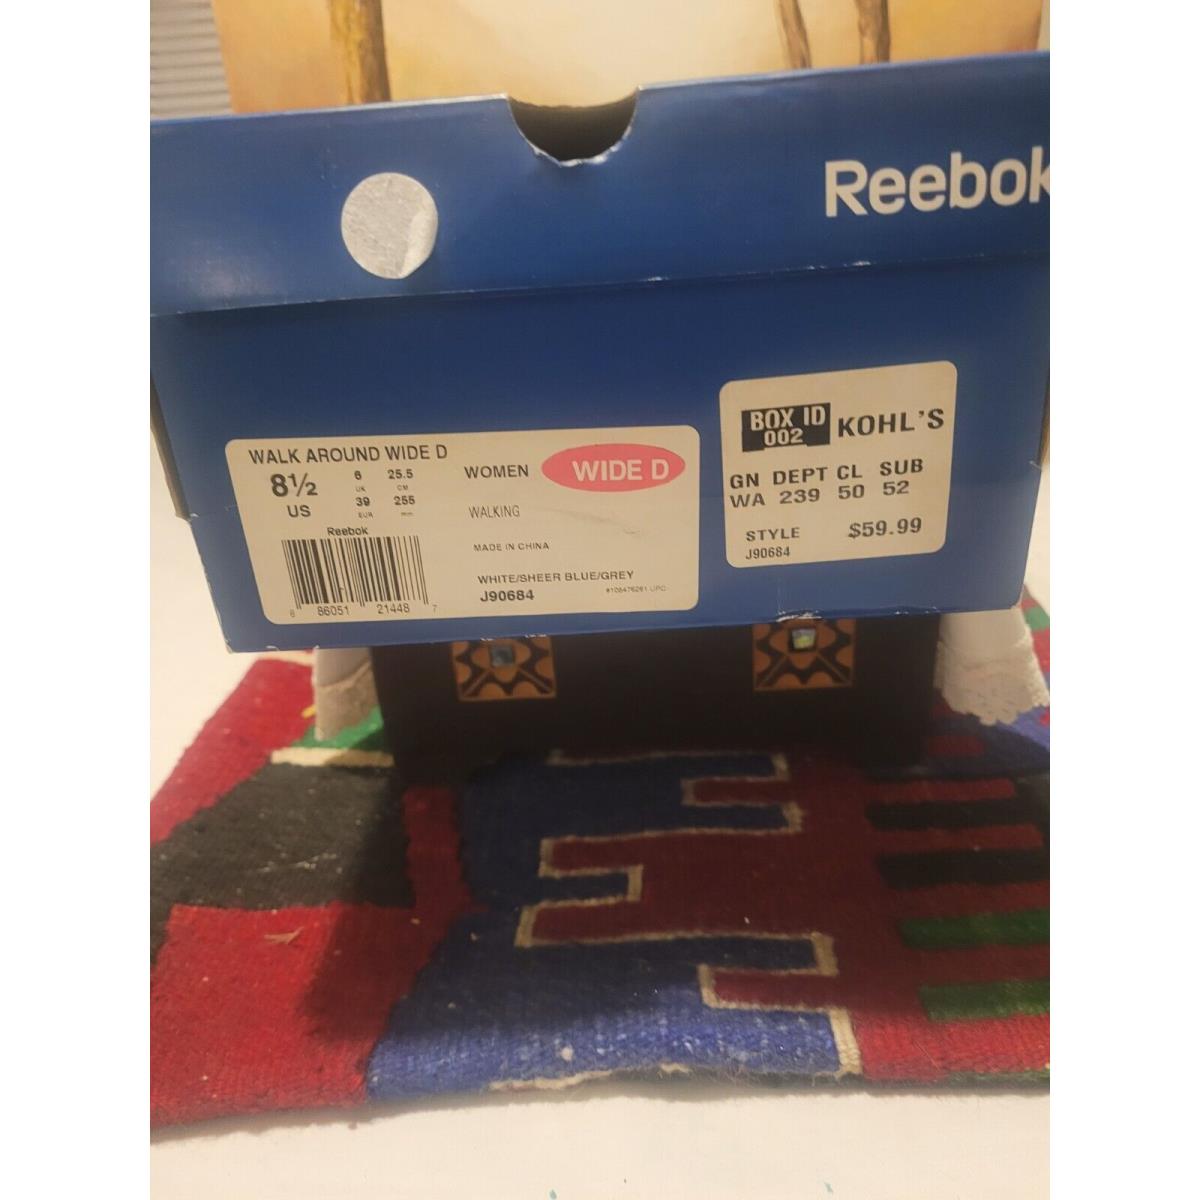 Reebok
WALK AROUND WIDE D
8½
US
6
UK
25.5
CM
39
EUR
255
mm
WOMEN
WIDE D
WALKING
MADE IN CHINA
Reebok
6 86051 21448 7
WHITE/SHEER BLUE/GREY
J90684
#108476281 UPC
BOX ID
002
KOHL'S
GN DEPT CL SUB
WA 239 50 52
STYLE
J90684
$59.99